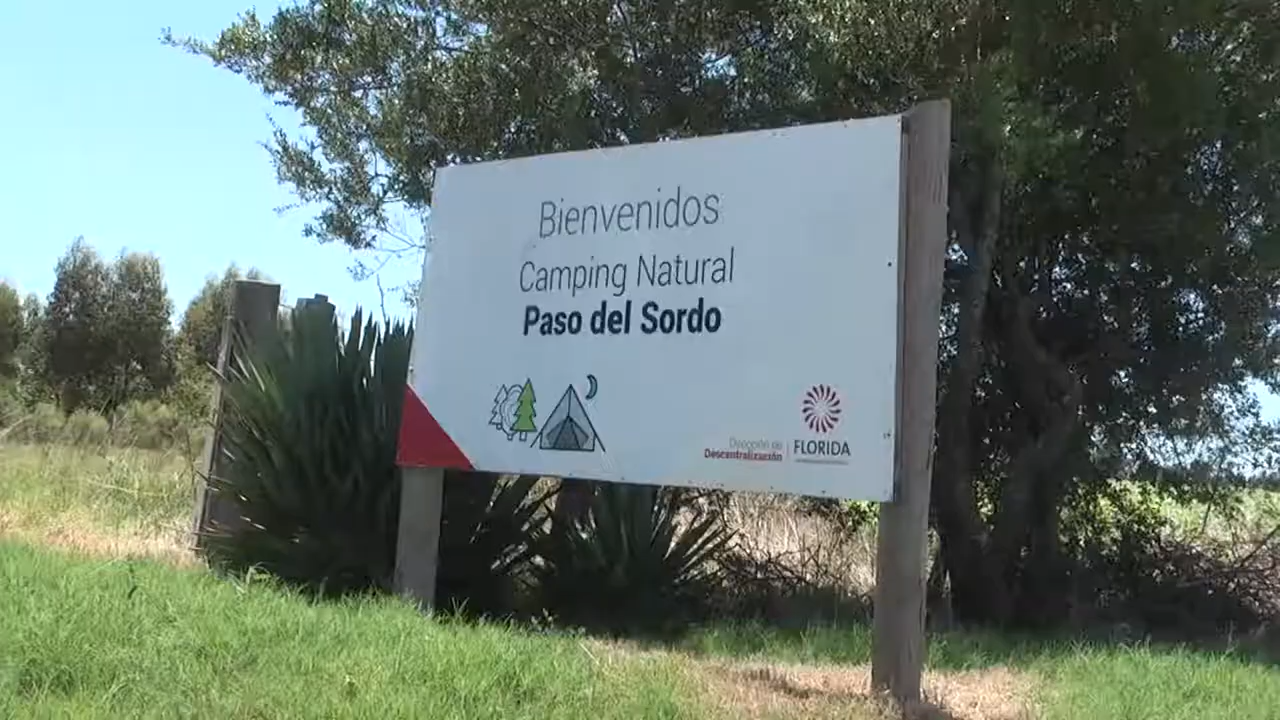 Bienvenidos
Camping Natural
Paso del Sordo
Dirección de
Descentralización
FLORIDA